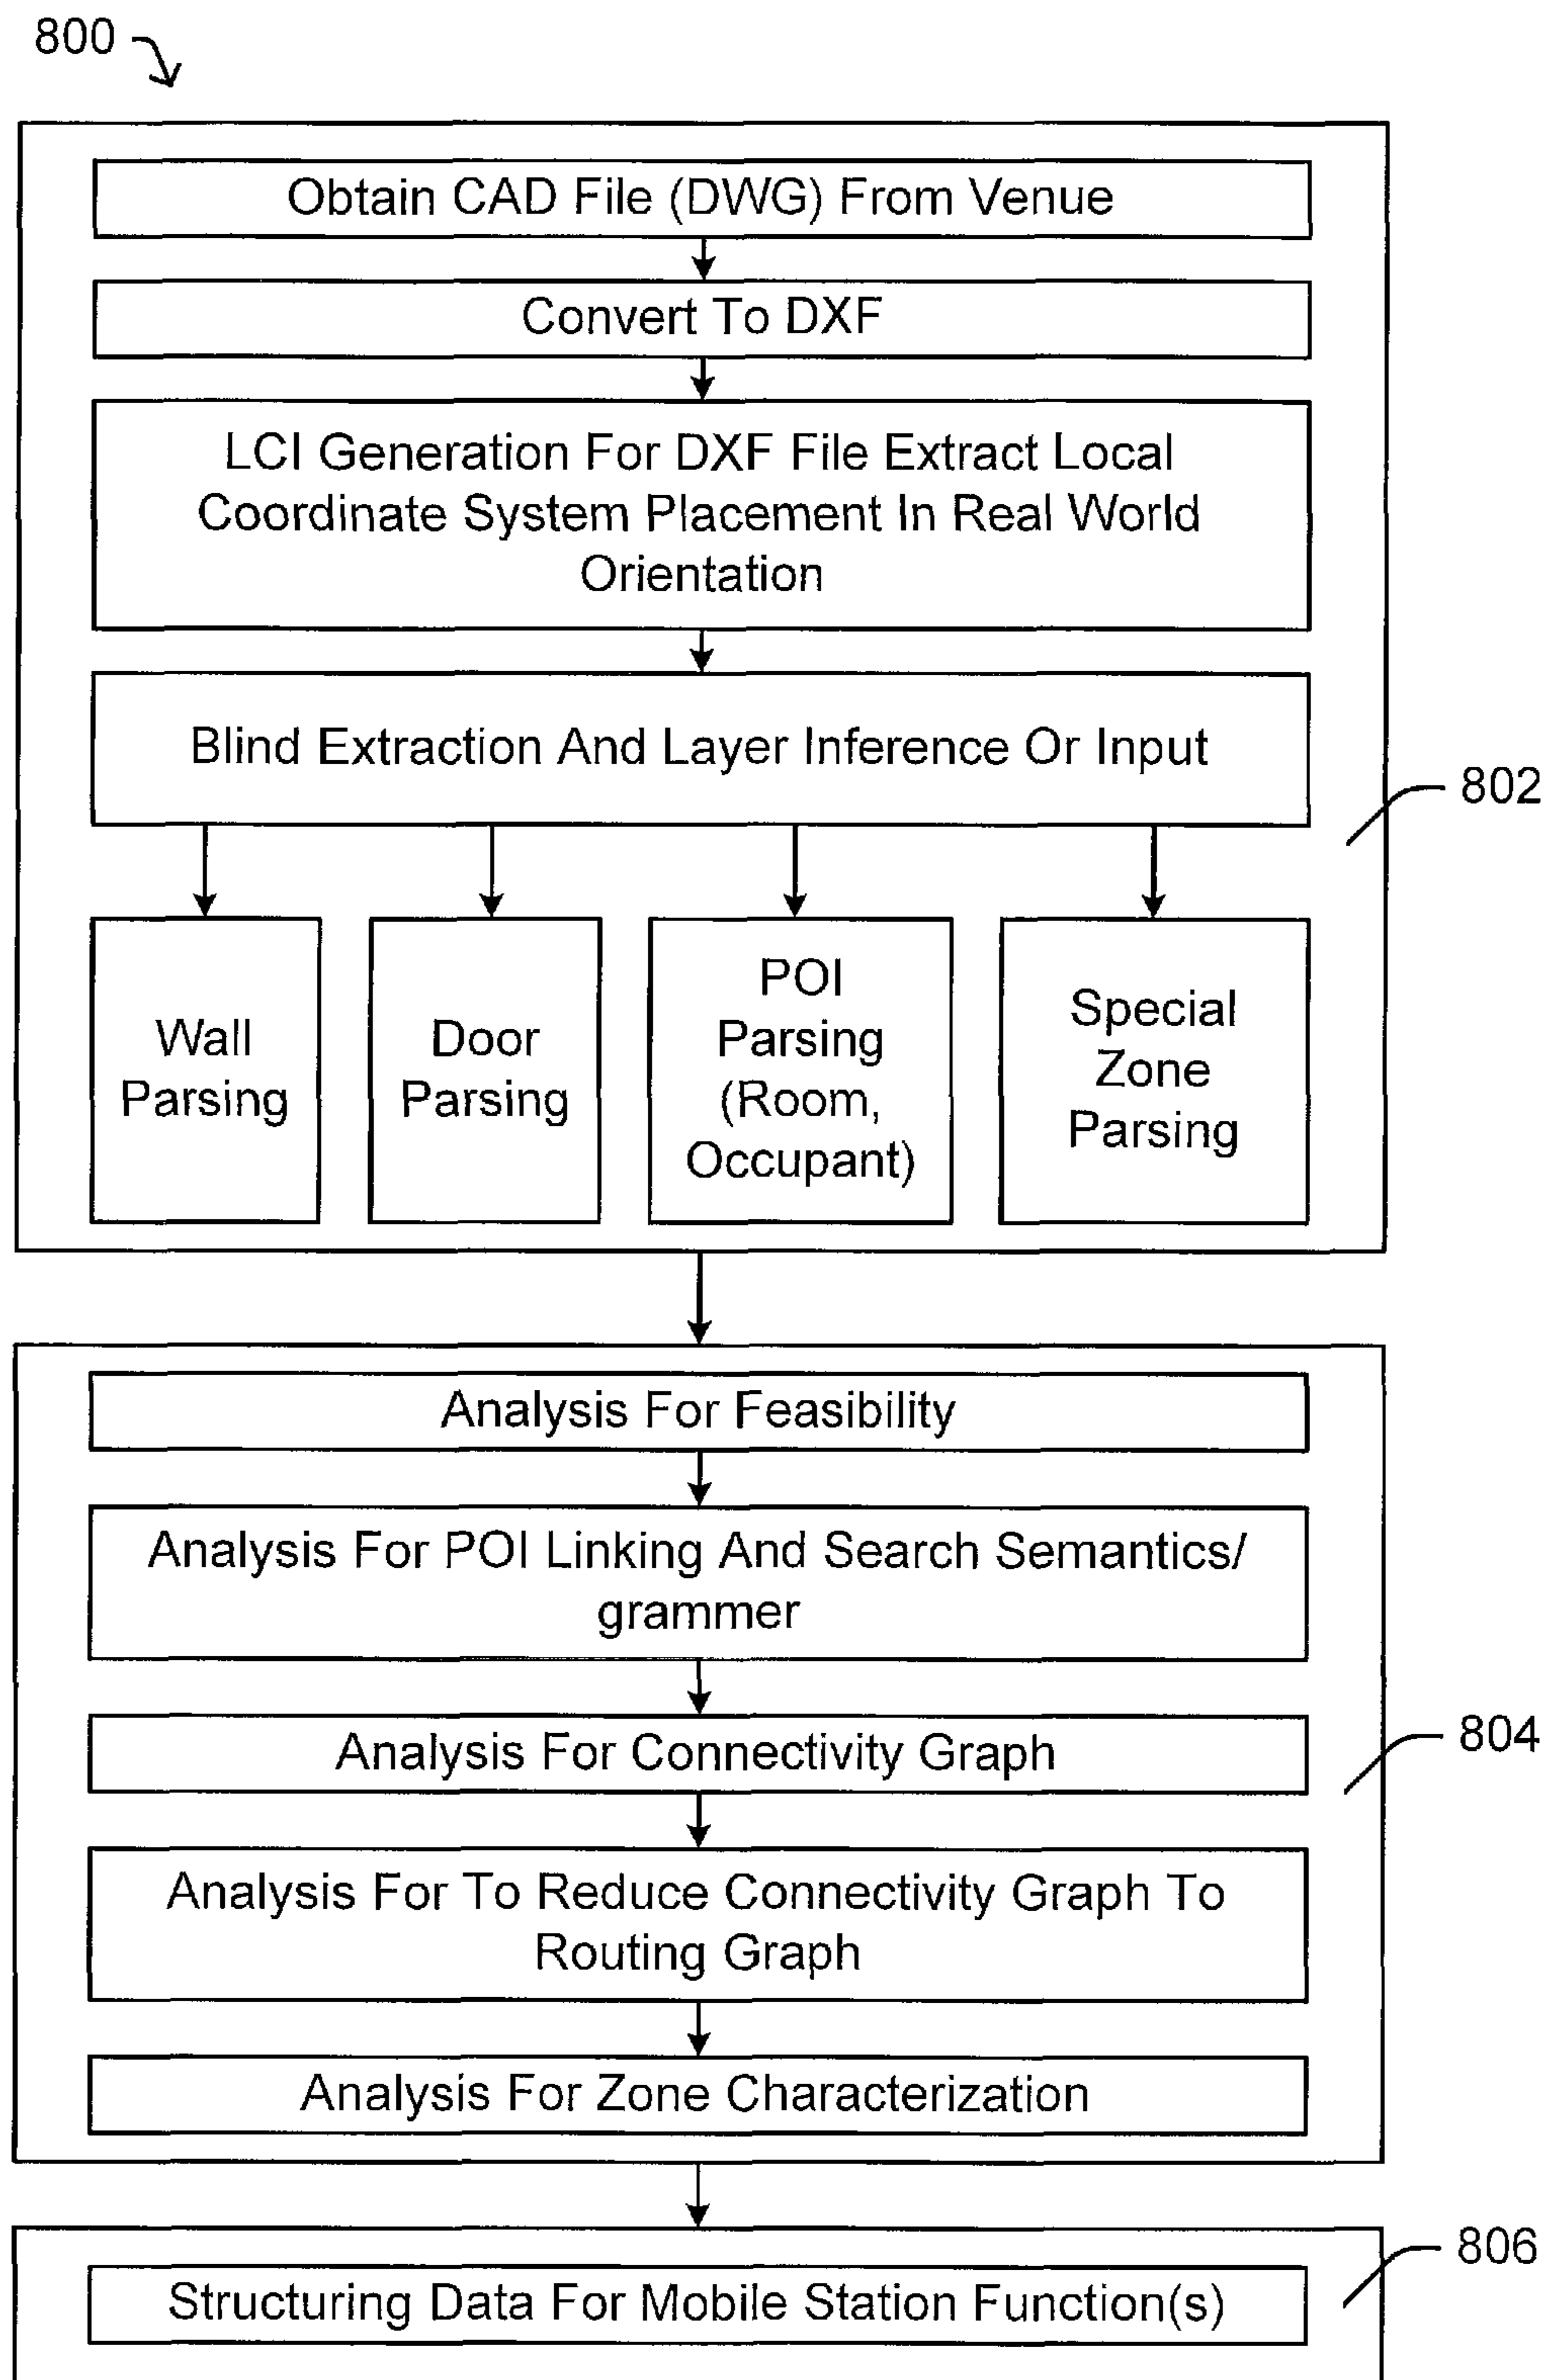 800
Obtain CAD File (DWG) From Venue
Convert To DXF
LCI Generation For DXF File Extract Local
Coordinate System Placement In Real World
Orientation
Blind Extraction And Layer Inference Or Input
802
Wall
Parsing
Door
Parsing
POI
Parsing
(Room,
Occupant)
Special
Zone
Parsing
Analysis For Feasibility
Analysis For POI Linking And Search Semantics/
grammer
Analysis For Connectivity Graph
804
Analysis For To Reduce Connectivity Graph To
Routing Graph
Analysis For Zone Characterization
806
Structuring Data For Mobile Station Function(s)